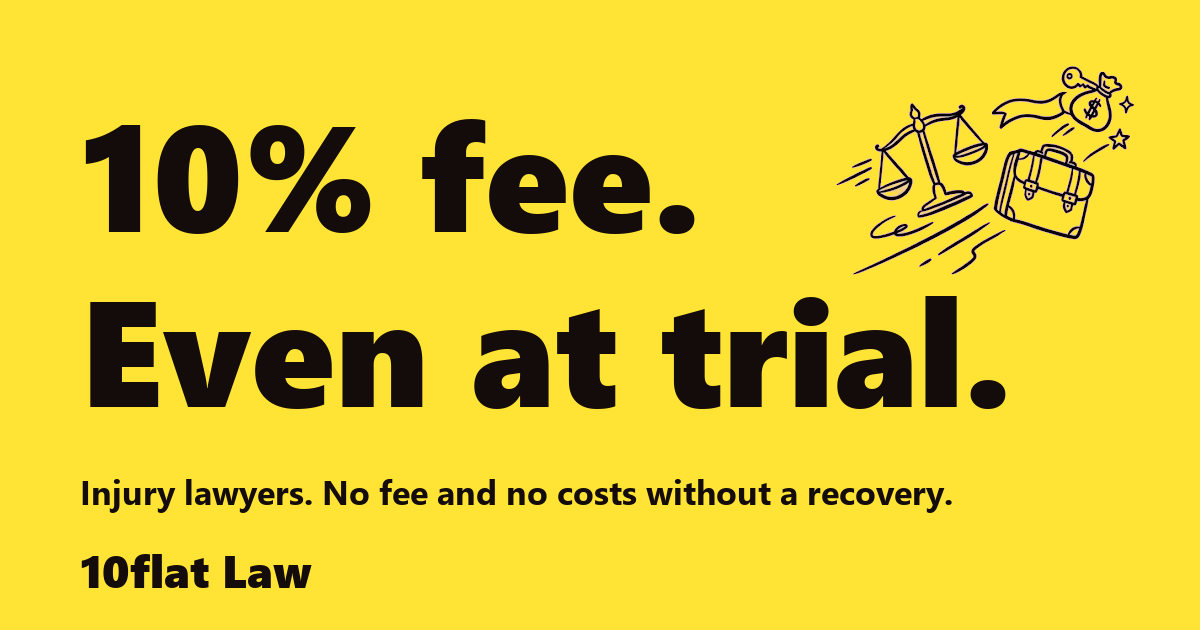 10% fee.
Even at trial.
Injury lawyers. No fee and no costs without a recovery.
10flat Law
$